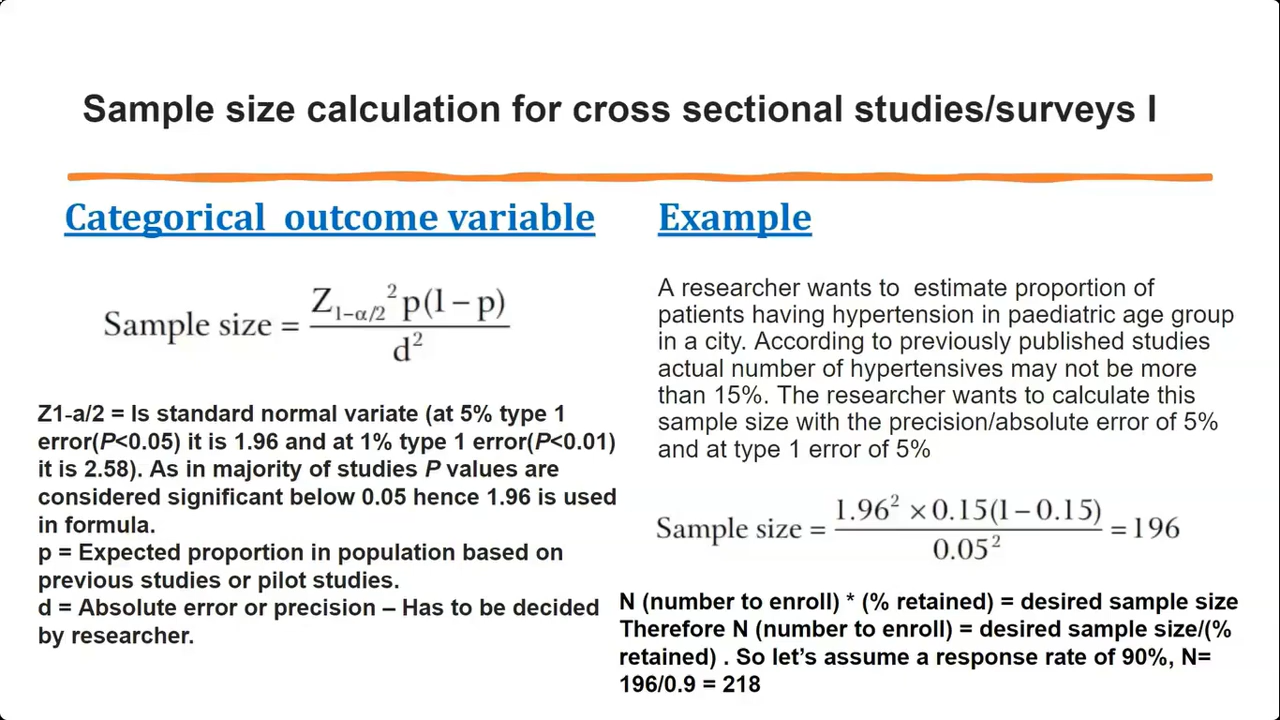 Sample size calculation for cross sectional studies/surveys I
Categorical outcome variable
Sample size = Z1−α/2² p(1 − p) / d²
Z1-a/2 = Is standard normal variate (at 5% type 1
error(P<0.05) it is 1.96 and at 1% type 1 error(P<0.01)
it is 2.58). As in majority of studies P values are
considered significant below 0.05 hence 1.96 is used
in formula.
p = Expected proportion in population based on
previous studies or pilot studies.
d = Absolute error or precision – Has to be decided
by researcher.
Example
A researcher wants to estimate proportion of
patients having hypertension in paediatric age group
in a city. According to previously published studies
actual number of hypertensives may not be more
than 15%. The researcher wants to calculate this
sample size with the precision/absolute error of 5%
and at type 1 error of 5%
Sample size = 1.96² × 0.15(1 − 0.15) / 0.05² = 196
N (number to enroll) * (% retained) = desired sample size
Therefore N (number to enroll) = desired sample size/(%
retained) . So let’s assume a response rate of 90%, N=
196/0.9 = 218